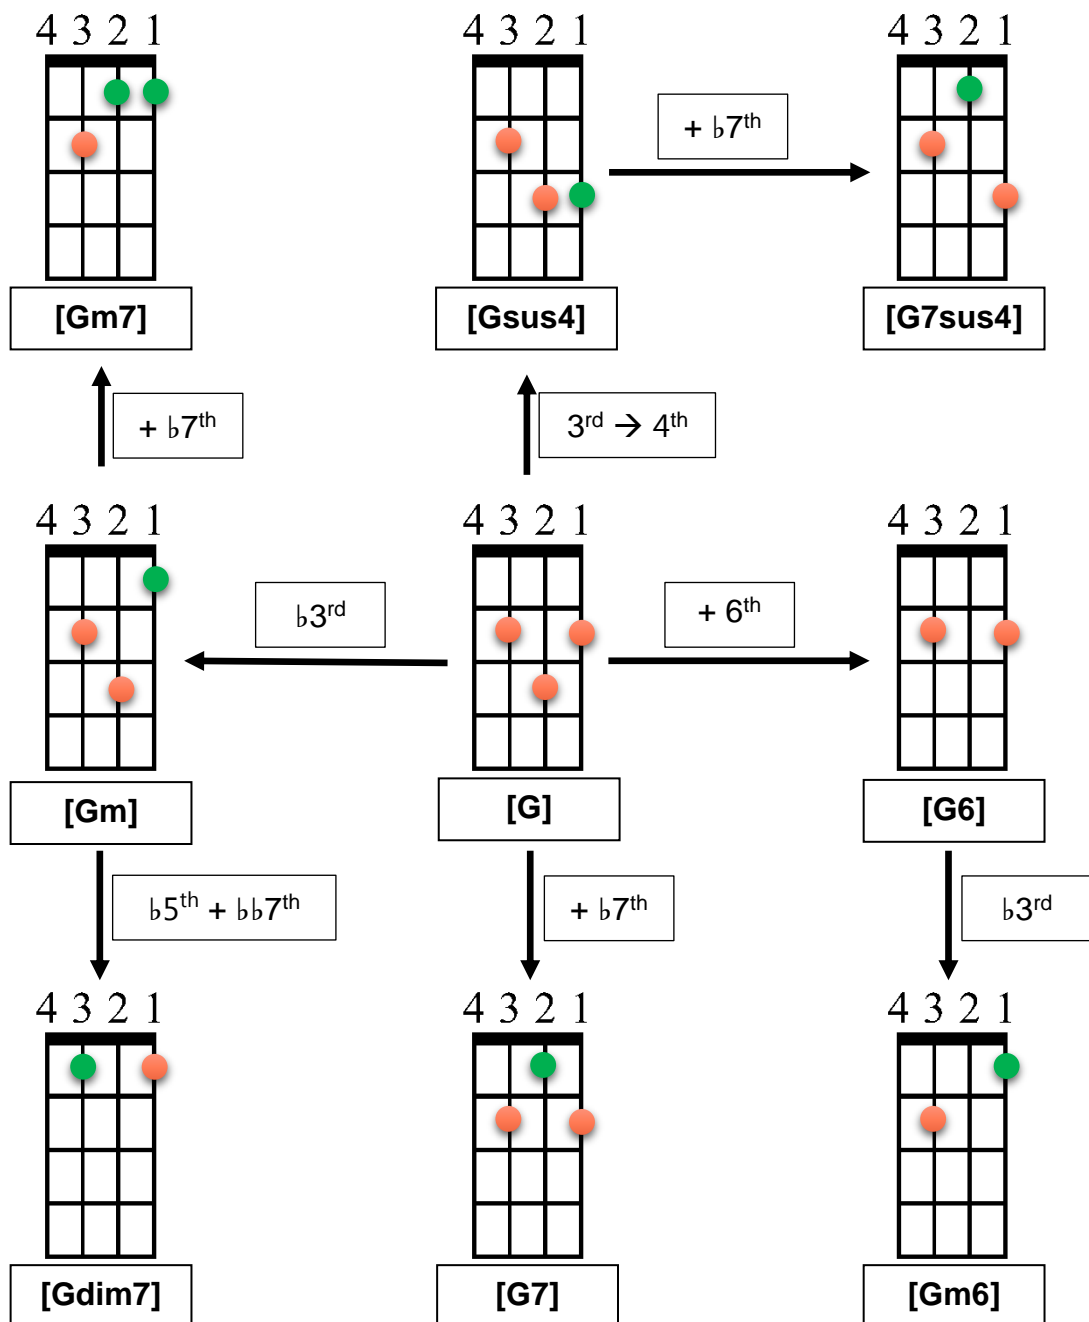 4 3 2 1 4 3 2 1 4 3 2 1
+ ♭7th
[Gm7] [Gsus4] [G7sus4]
+ ♭7th 3rd → 4th
4 3 2 1 4 3 2 1 4 3 2 1
♭3rd + 6th
[Gm] [G] [G6]
♭5th + ♭♭7th + ♭7th ♭3rd
4 3 2 1 4 3 2 1 4 3 2 1
[Gdim7] [G7] [Gm6]